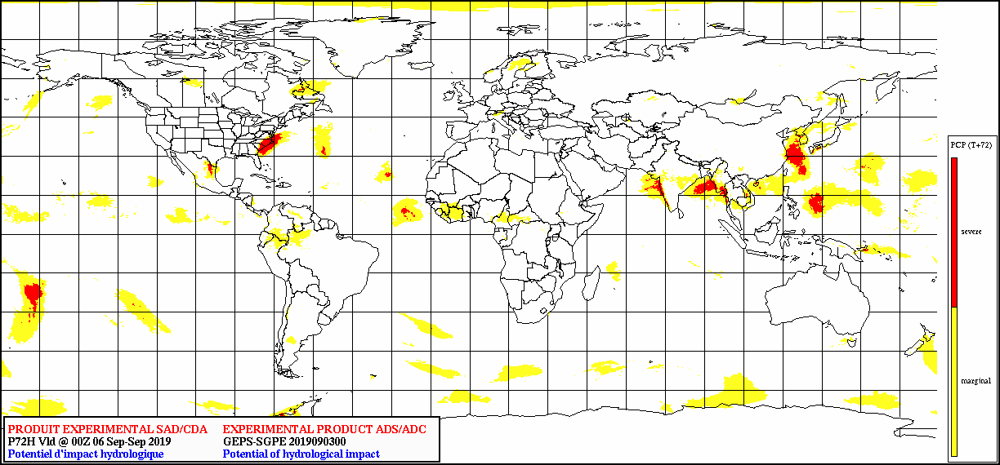 PCP (T+72)
severe
marginal
PRODUIT EXPERIMENTAL SAD/CDA EXPERIMENTAL PRODUCT ADS/ADC
P72H Vld @ 00Z 06 Sep-Sep 2019 GEPS-SGPE 2019090300
Potentiel d'impact hydrologique Potential of hydrological impact